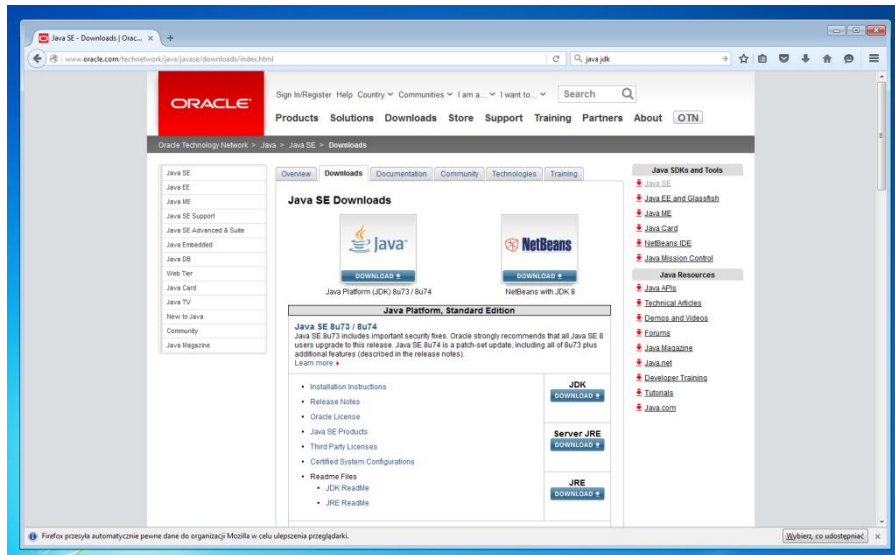 Java SE - Downloads | Orac...
www.oracle.com/technetwork/java/javase/downloads/index.html
java jdk
ORACLE
Sign In/Register Help Country Communities I am a... I want to... Search
Products Solutions Downloads Store Support Training Partners About OTN
Oracle Technology Network > Java > Java SE > Downloads
Java SE
Java EE
Java ME
Java SE Support
Java SE Advanced & Suite
Java Embedded
Java DB
Web Tier
Java Card
Java TV
New to Java
Community
Java Magazine
Overview Downloads Documentation Community Technologies Training
Java SE Downloads
Java
NetBeans
DOWNLOAD
DOWNLOAD
Java Platform (JDK) 8u73 / 8u74
NetBeans with JDK 8
Java Platform, Standard Edition
Java SE 8u73 / 8u74
Java SE 8u73 includes important security fixes. Oracle strongly recommends that all Java SE 8
users upgrade to this release. Java SE 8u74 is a patch-set update, including all of 8u73 plus
additional features (described in the release notes).
Learn more
Installation Instructions
Release Notes
Oracle License
Java SE Products
Third Party Licenses
Certified System Configurations
Readme Files
JDK ReadMe
JRE ReadMe
JDK
DOWNLOAD
Server JRE
DOWNLOAD
JRE
DOWNLOAD
Java SDKs and Tools
Java SE
Java EE and Glassfish
Java ME
Java Card
NetBeans IDE
Java Mission Control
Java Resources
Java APIs
Technical Articles
Demos and Videos
Forums
Java Magazine
Java.net
Developer Training
Tutorials
Java.com
Firefox przesyła automatycznie pewne dane do organizacji Mozilla w celu ulepszenia przeglądarki.
Wybierz, co udostępniać